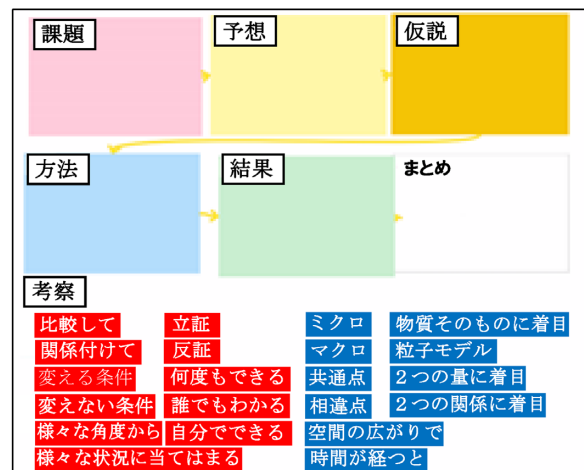 課題
予想
仮説
方法
結果
まとめ
考察
比較して
立証
ミクロ
物質そのものに着目
関係付けて
反証
マクロ
粒子モデル
変える条件
何度もできる
共通点
2つの量に着目
変えない条件
誰でもわかる
相違点
2つの関係に着目
様々な角度から
自分でできる
空間の広がりで
様々な状況に当てはまる
時間が経つと